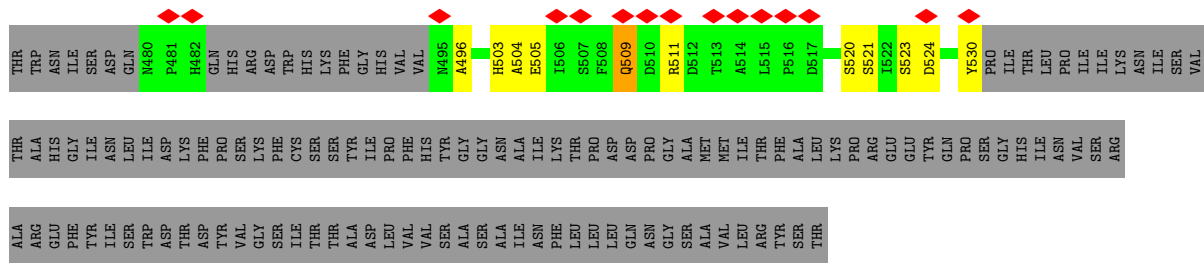 THR TRP ASN ILE SER ASP GLN N480 P481 H482 GLN HIS ARG ASP TRP HIS LYS PHE GLY HIS VAL VAL N495 A496 H503 A504 E505 I506 S507 F508 Q509 D510 R511 D512 T513 A514 L515 P516 D517 S520 S521 I522 S523 D524 Y530 PRO ILE THR LEU PRO ILE ILE LYS ASN ILE SER VAL
THR ALA HIS GLY ILE ASN LEU ILE ASP LYS PHE PRO SER LYS PHE CYS SER SER TYR ILE PRO PHE HIS TYR GLY GLY ASN ALA ILE LYS THR PRO ASP ASP PRO GLY ALA MET MET ILE THR PHE ALA LEU LYS PRO ARG GLU GLU TYR GLN PRO SER GLY HIS ILE ASN VAL SER ARG
ALA ARG GLU PHE TYR ILE SER TRP ASP THR ASP TYR VAL GLY SER ILE THR THR ALA ASP LEU VAL VAL SER ALA SER ALA ILE ASN PHE LEU LEU LEU GLN ASN GLY SER ALA VAL LEU ARG TYR SER THR